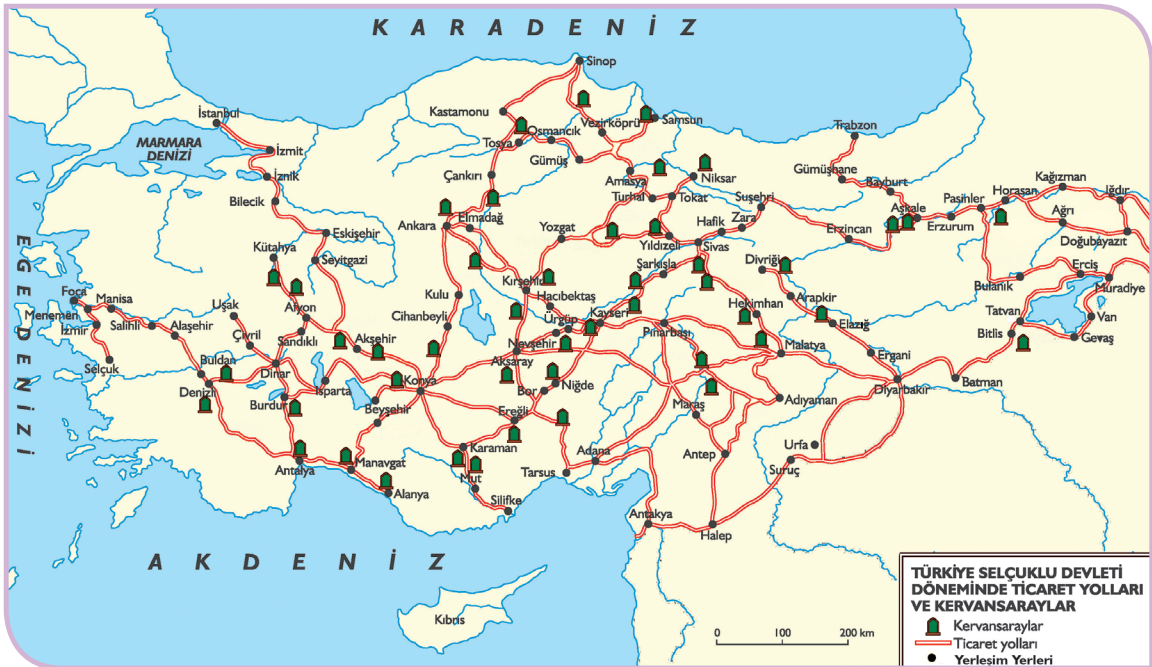 KARADENİZ
Sinop
Kastamonu
İstanbul
Vezirköprü
Samsun
Osmancık
Tosya
Trabzon
MARMARA
DENİZİ
İzmit
Gümüş
Gümüşhane
İznik
Çankırı
Amasya
Niksar
Bayburt
Pasinler
Horasan
Kağızman
Iğdır
Bilecik
Turhal
Tokat
Suşehri
Aşkale
Ankara
Elmadağ
Hafik
Zara
Erzincan
Erzurum
Ağrı
Eskişehir
Yozgat
Yıldızeli
Sivas
Doğubayazıt
EGE DENİZİ
Kütahya
Seyitgazi
Şarkışla
Divriği
Erciş
Kırşehir
Bulanık
Muradiye
Foça
Manisa
Kulu
Hacıbektaş
Arapkir
Menemen
Uşak
Afyon
Hekimhan
Tatvan
Van
İzmir
Salihli
Alaşehir
Cihanbeyli
Ürgüp
Kayseri
Elazığ
Bitlis
Gevaş
Çivril
Sandıklı
Akşehir
Nevşehir
Pınarbaşı
Malatya
Ergani
Selçuk
Buldan
Dinar
Aksaray
Denizli
Isparta
Konya
Bor
Niğde
Diyarbakır
Batman
Burdur
Beyşehir
Ereğli
Maraş
Adıyaman
Antalya
Manavgat
Karaman
Adana
Antep
Urfa
Suruç
Mut
Tarsus
Alanya
Silifke
Antakya
Halep
AKDENİZ
Kıbrıs
0 100 200 km
TÜRKİYE SELÇUKLU DEVLETİ
DÖNEMİNDE TİCARET YOLLARI
VE KERVANSARAYLAR
Kervansaraylar
Ticaret yolları
Yerleşim Yerleri